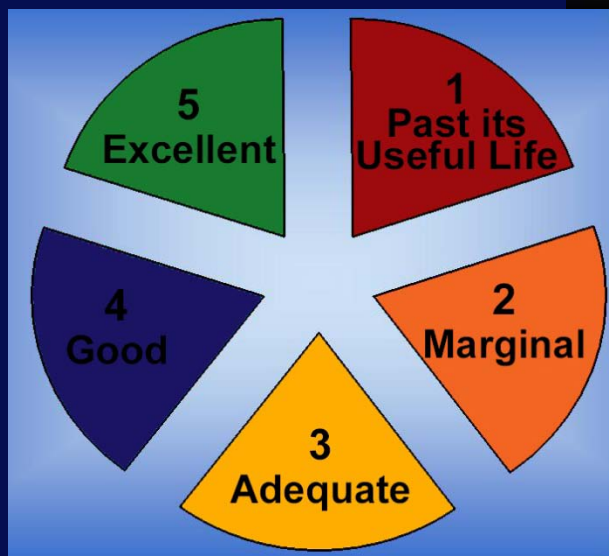 1
Past its
Useful Life
2
Marginal
3
Adequate
4
Good
5
Excellent